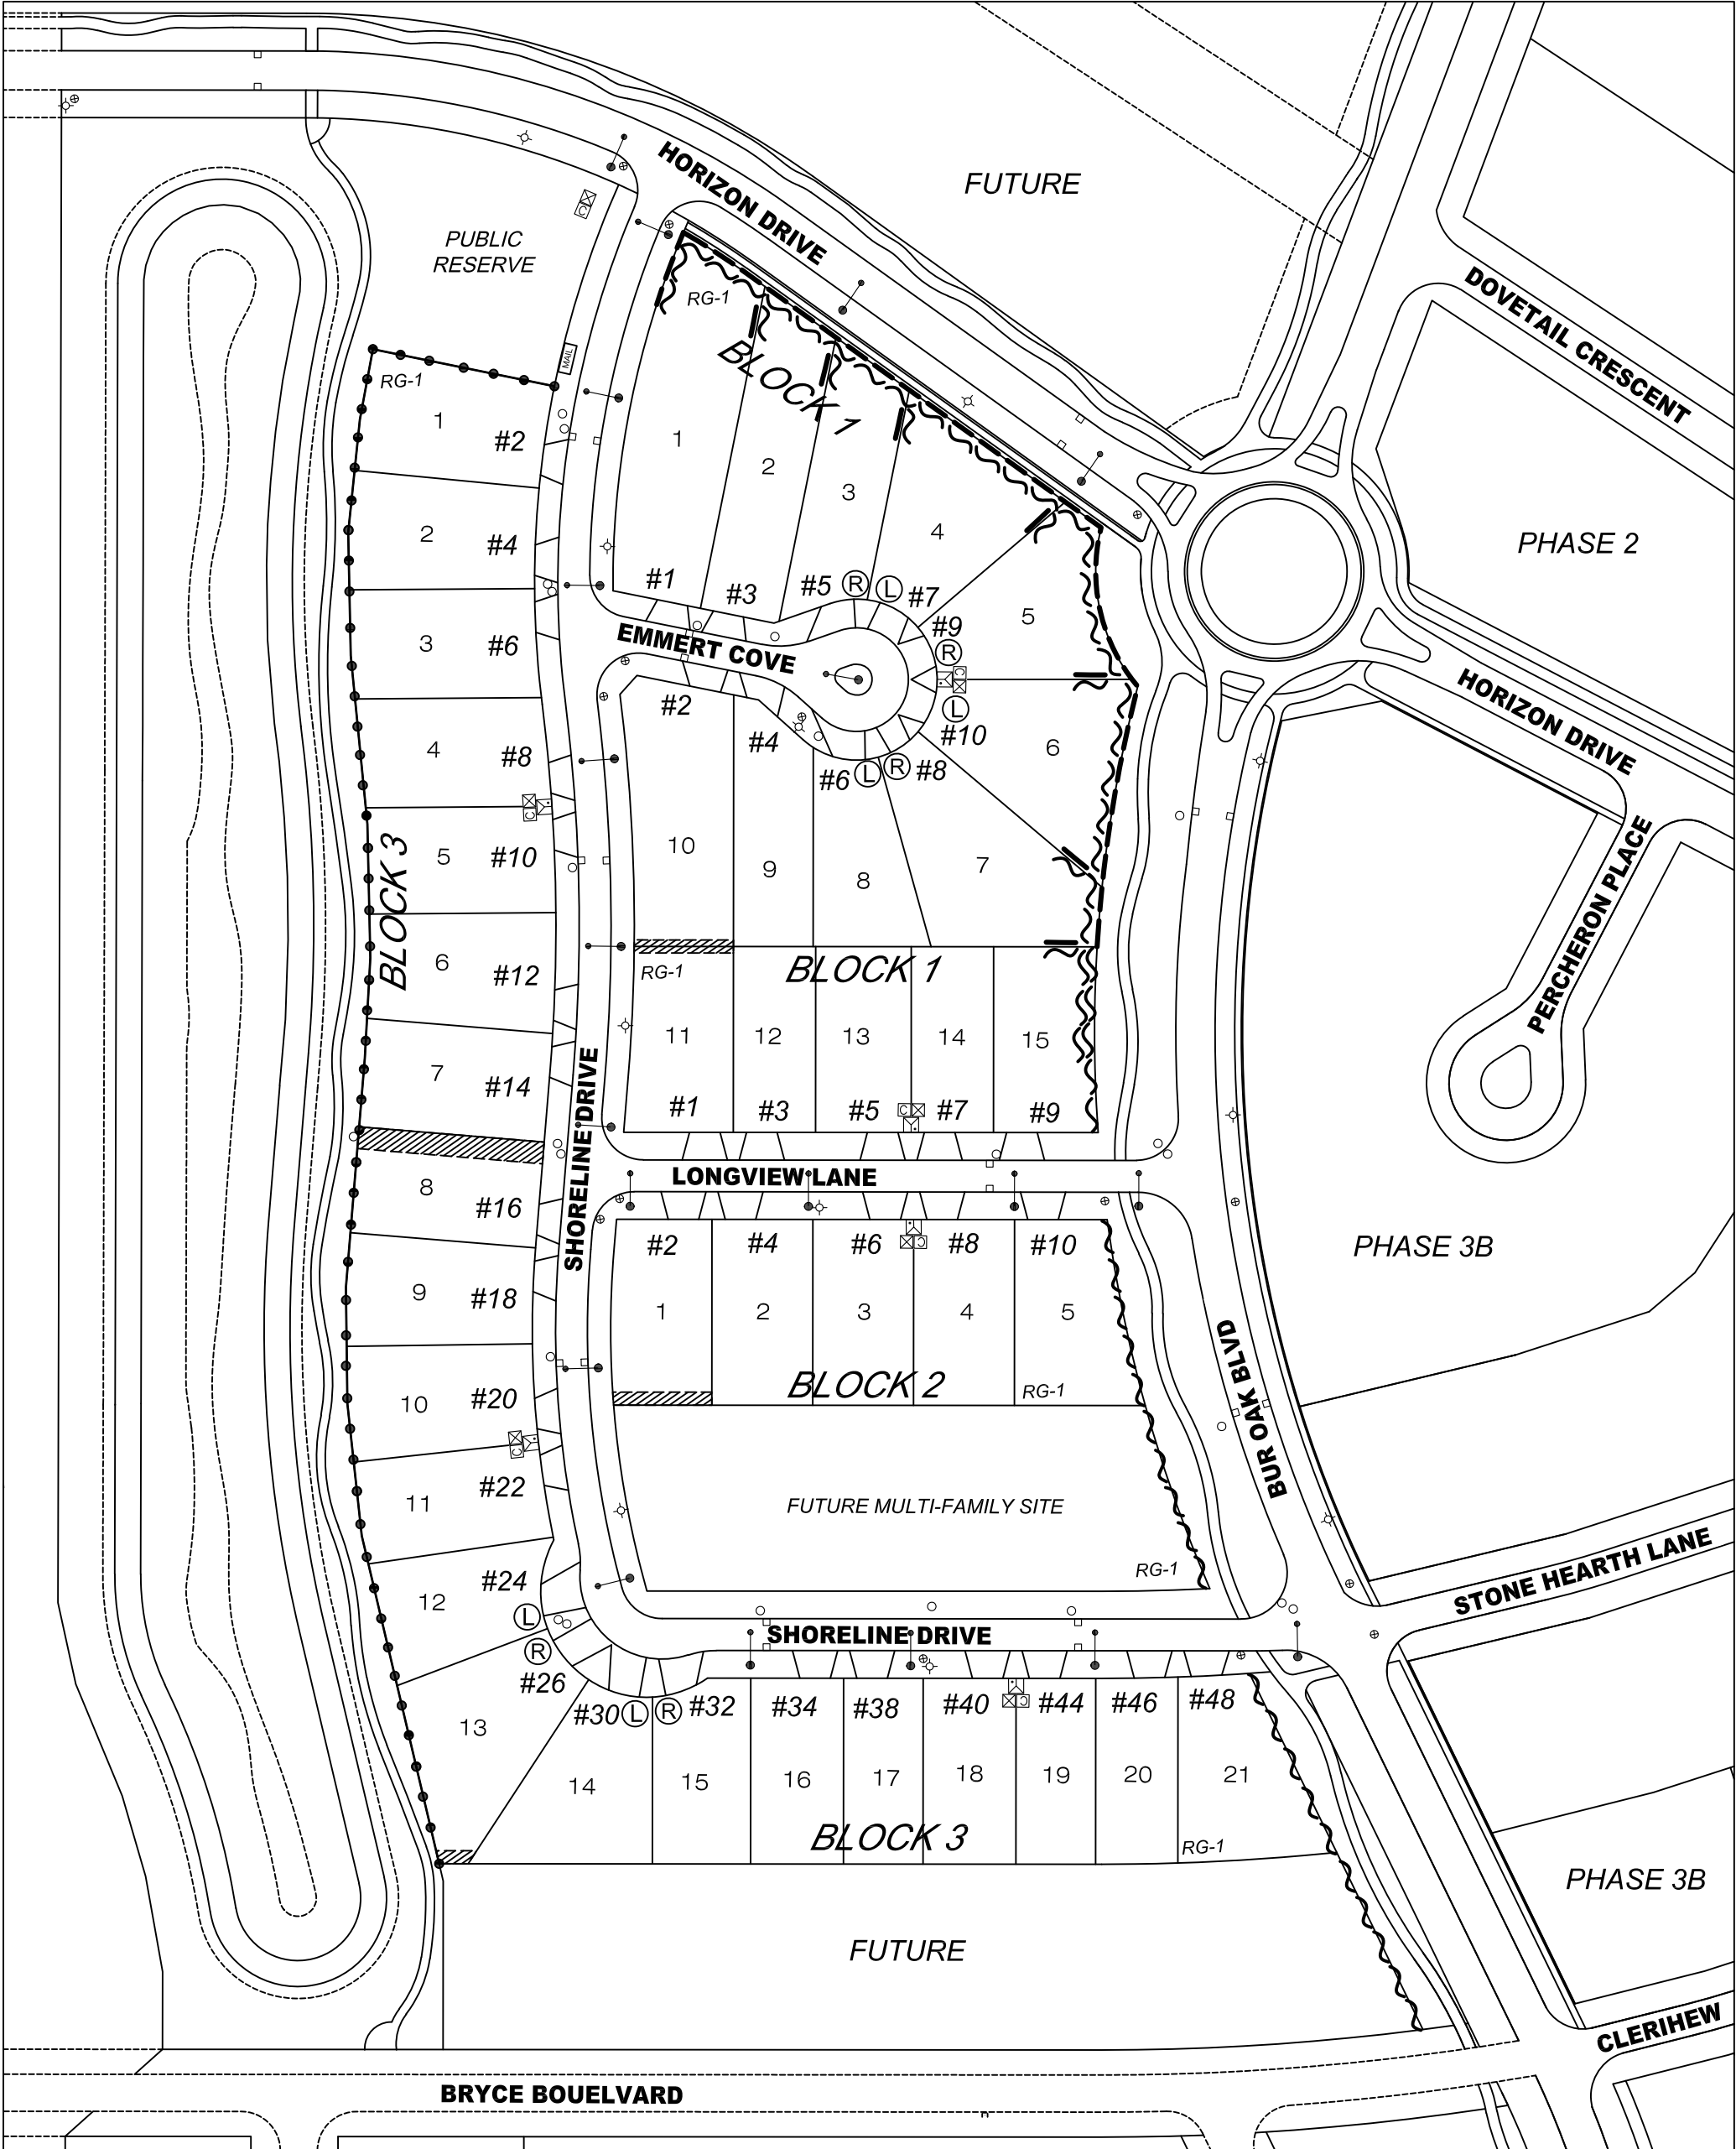 HORIZON DRIVE
FUTURE
PUBLIC
RESERVE
DOVETAIL CRESCENT
RG-1
BLOCK 1
MAIL
RG-1
1
#2
1
2
3
4
2
#4
PHASE 2
#1
#3
#5
R
L
#7
5
#9
R
EMMERT COVE
3
#6
C
L
#10
#2
#4
#6
L
R
#8
6
HORIZON DRIVE
4
#8
C
BLOCK 3
5
#10
10
9
8
7
PERCHERON PLACE
6
#12
RG-1
BLOCK 1
11
12
13
14
15
7
#14
#1
#3
#5
C
#7
#9
SHORELINE DRIVE
LONGVIEW LANE
8
#16
#2
#4
#6
C
#8
#10
PHASE 3B
9
#18
1
2
3
4
5
BLOCK 2
RG-1
BUR OAK BLVD
10
#20
C
11
#22
FUTURE MULTI-FAMILY SITE
RG-1
STONE HEARTH LANE
12
#24
L
R
#26
SHORELINE DRIVE
13
#30
L
R
#32
#34
#38
#40
C
#44
#46
#48
14
15
16
17
18
19
20
21
BLOCK 3
RG-1
PHASE 3B
FUTURE
CLERIHEW
BRYCE BOUELVARD
C